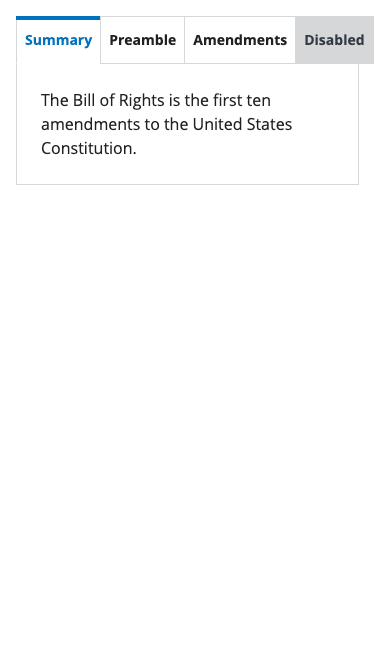 Summary Preamble Amendments Disabled
The Bill of Rights is the first ten
amendments to the United States
Constitution.